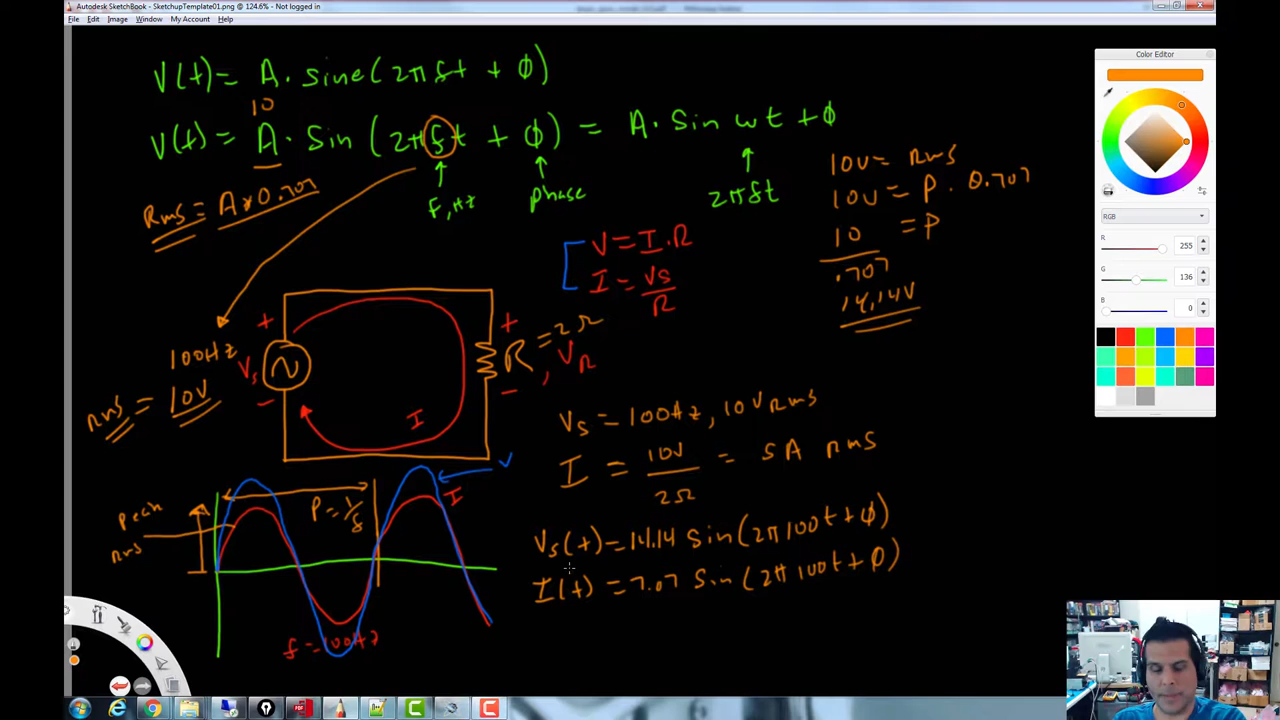 Autodesk SketchBook - SketchupTemplate01.png @ 124.6% - Not logged in
File Edit Image Window My Account
V(t)= A · sine(2πft + ϕ)
10
V(t) = A · Sin (2πft + ϕ) = A · Sin ωt + ϕ
f, Hz
phase
2πft
Rms = A x 0.707
10V = Rms
10V = P · 0.707
10 = P
.707
14.14V
V = I.R
I = Vs
R
100Hz
rms = 10V
Vs
+
-
I
+
R = 2Ω
, VR
-
Vs = 100Hz, 10V rms
I = 10V = 5A rms
2Ω
Vs(t) = 14.14 Sin(2π100t + ϕ)
I(t) = 7.07 Sin(2π100t + ϕ)
peak
rms
P = 1/f
V
I
f = 100Hz
Color Editor
RGB
R 255
G 136
B 0